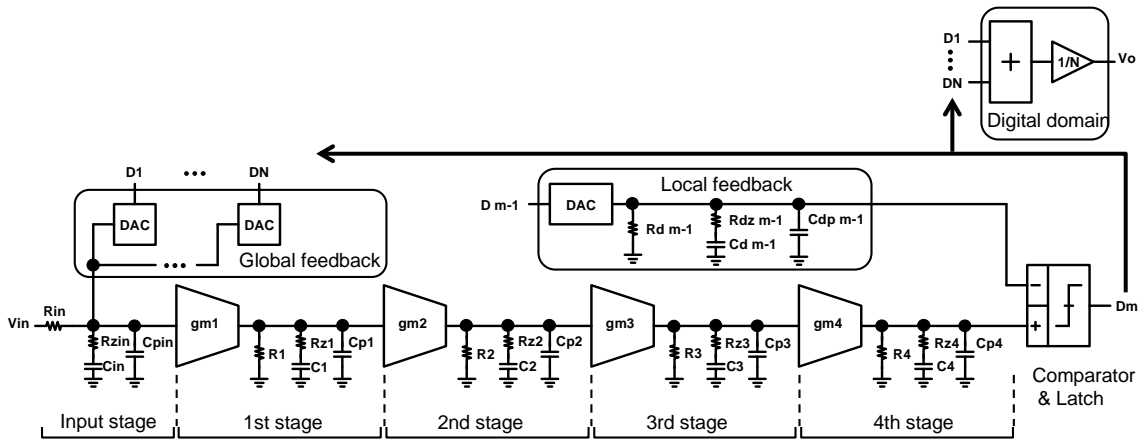 D1
DN
+
1/N
Vo
Digital domain
D1 ••• DN
DAC
DAC
•••
Global feedback
Local feedback
D m-1
DAC
Rd m-1
Rdz m-1
Cd m-1
Cdp m-1
Vin
Rin
Rzin
Cin
Cpin
gm1
R1
Rz1
C1
Cp1
gm2
R2
Rz2
C2
Cp2
gm3
R3
Rz3
C3
Cp3
gm4
R4
Rz4
C4
Cp4
−
+
Dm
Comparator
& Latch
Input stage
1st stage
2nd stage
3rd stage
4th stage